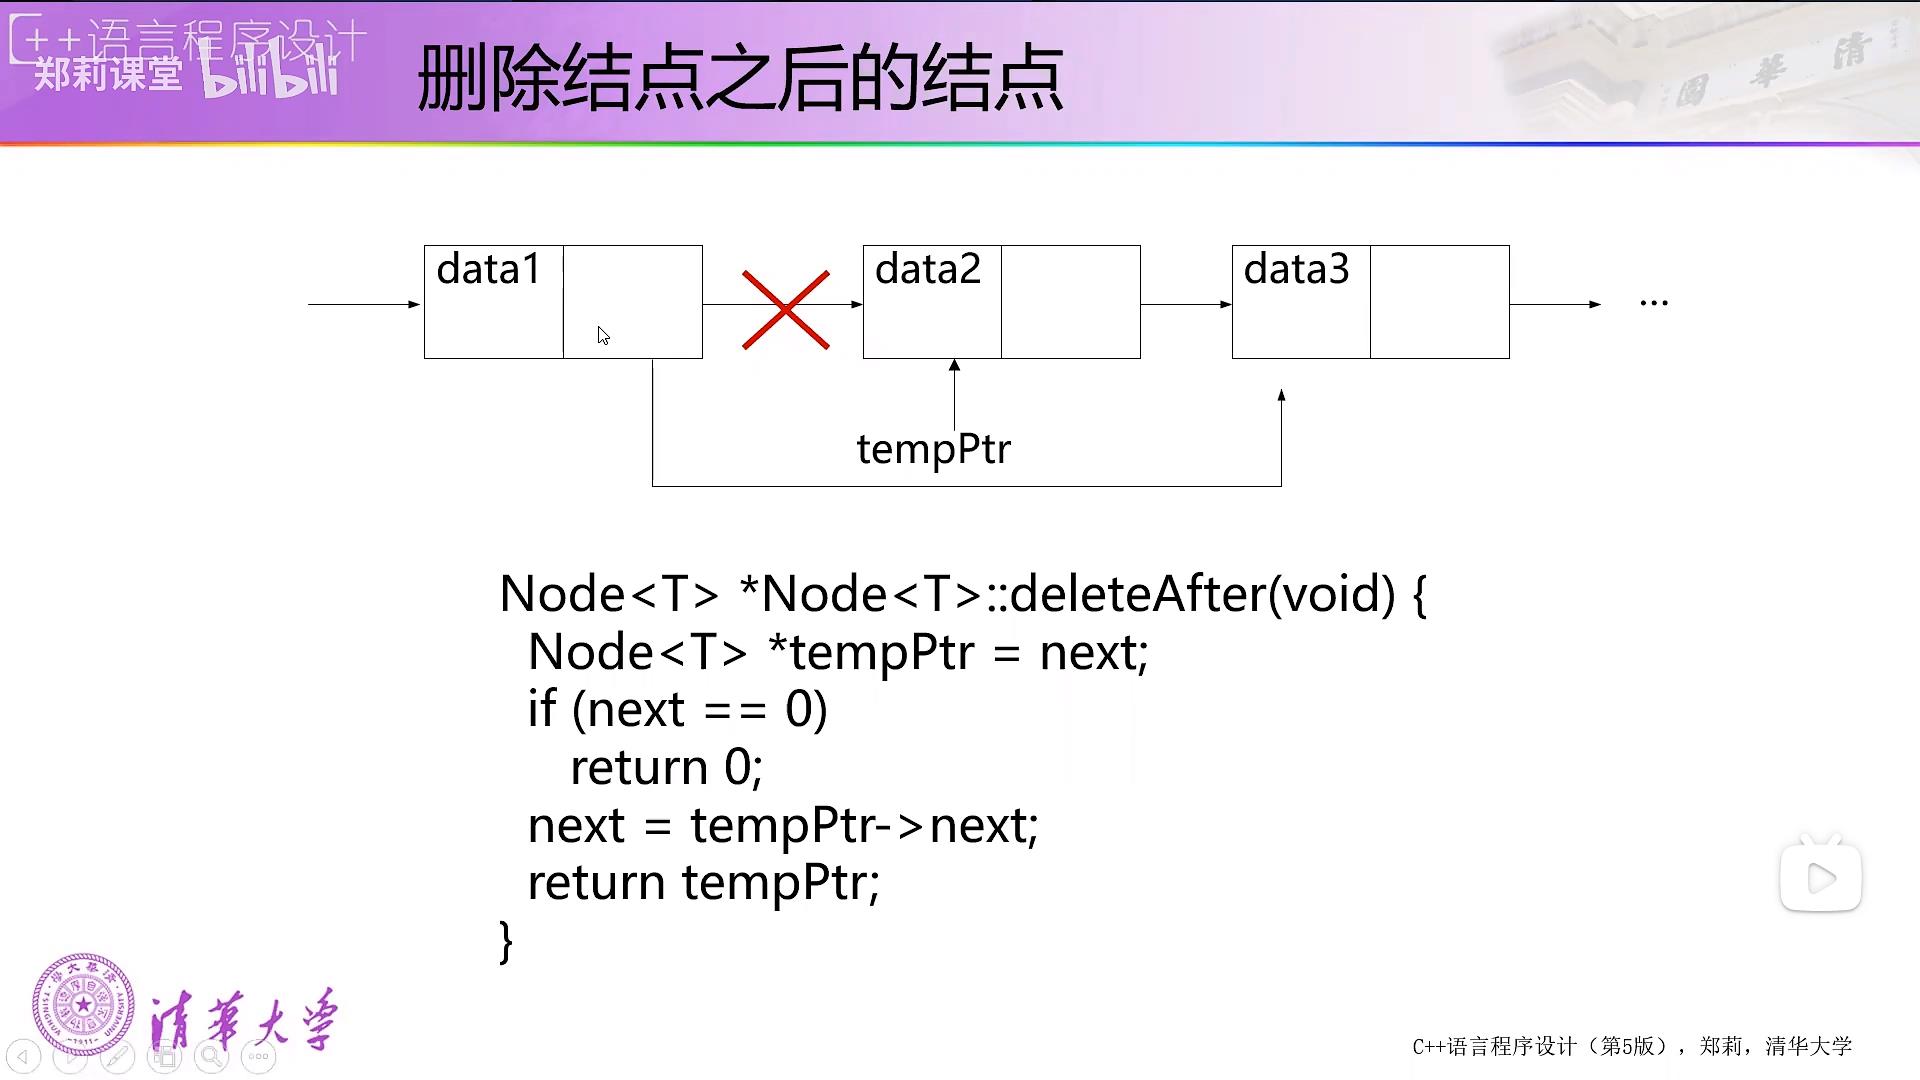 C++语言程序设计
郑莉课堂 bilibili
删除结点之后的结点
清華園
data1
data2
data3
...
tempPtr
Node<T> *Node<T>::deleteAfter(void) {
Node<T> *tempPtr = next;
if (next == 0)
return 0;
next = tempPtr->next;
return tempPtr;
}
清華大学
C++语言程序设计（第5版），郑莉，清华大学